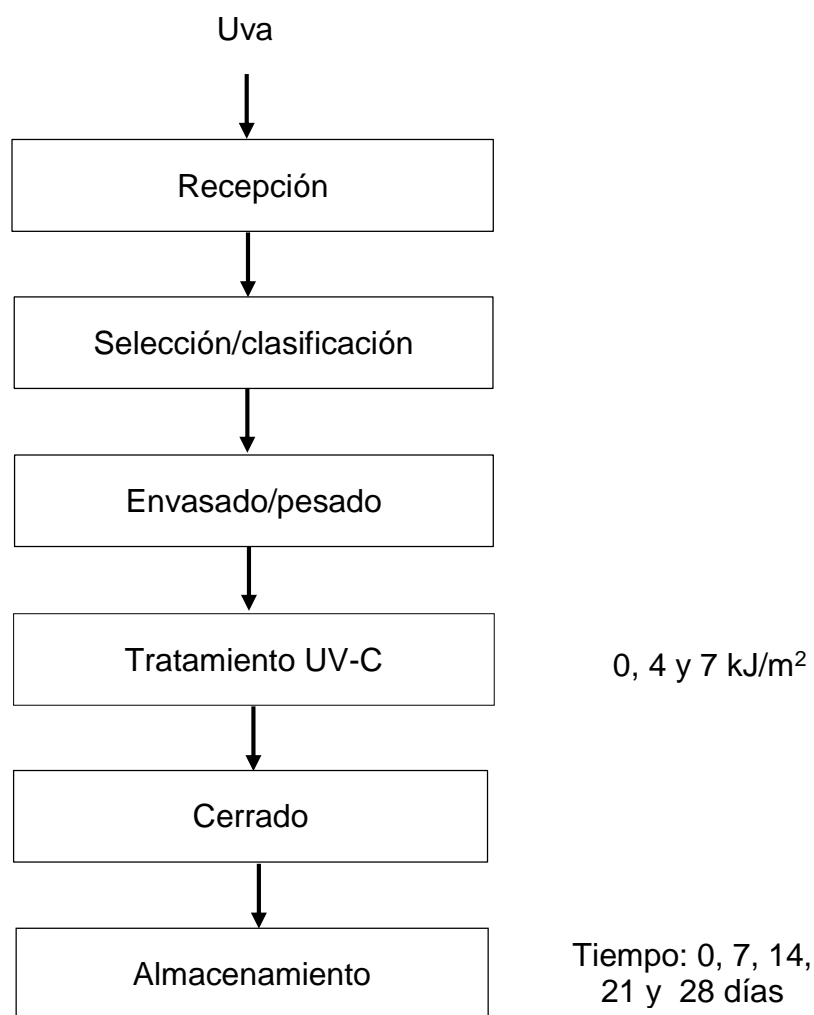 Uva
Recepción
Selección/clasificación
Envasado/pesado
Tratamiento UV-C
0, 4 y 7 kJ/m²
Cerrado
Almacenamiento
Tiempo: 0, 7, 14,
21 y 28 días